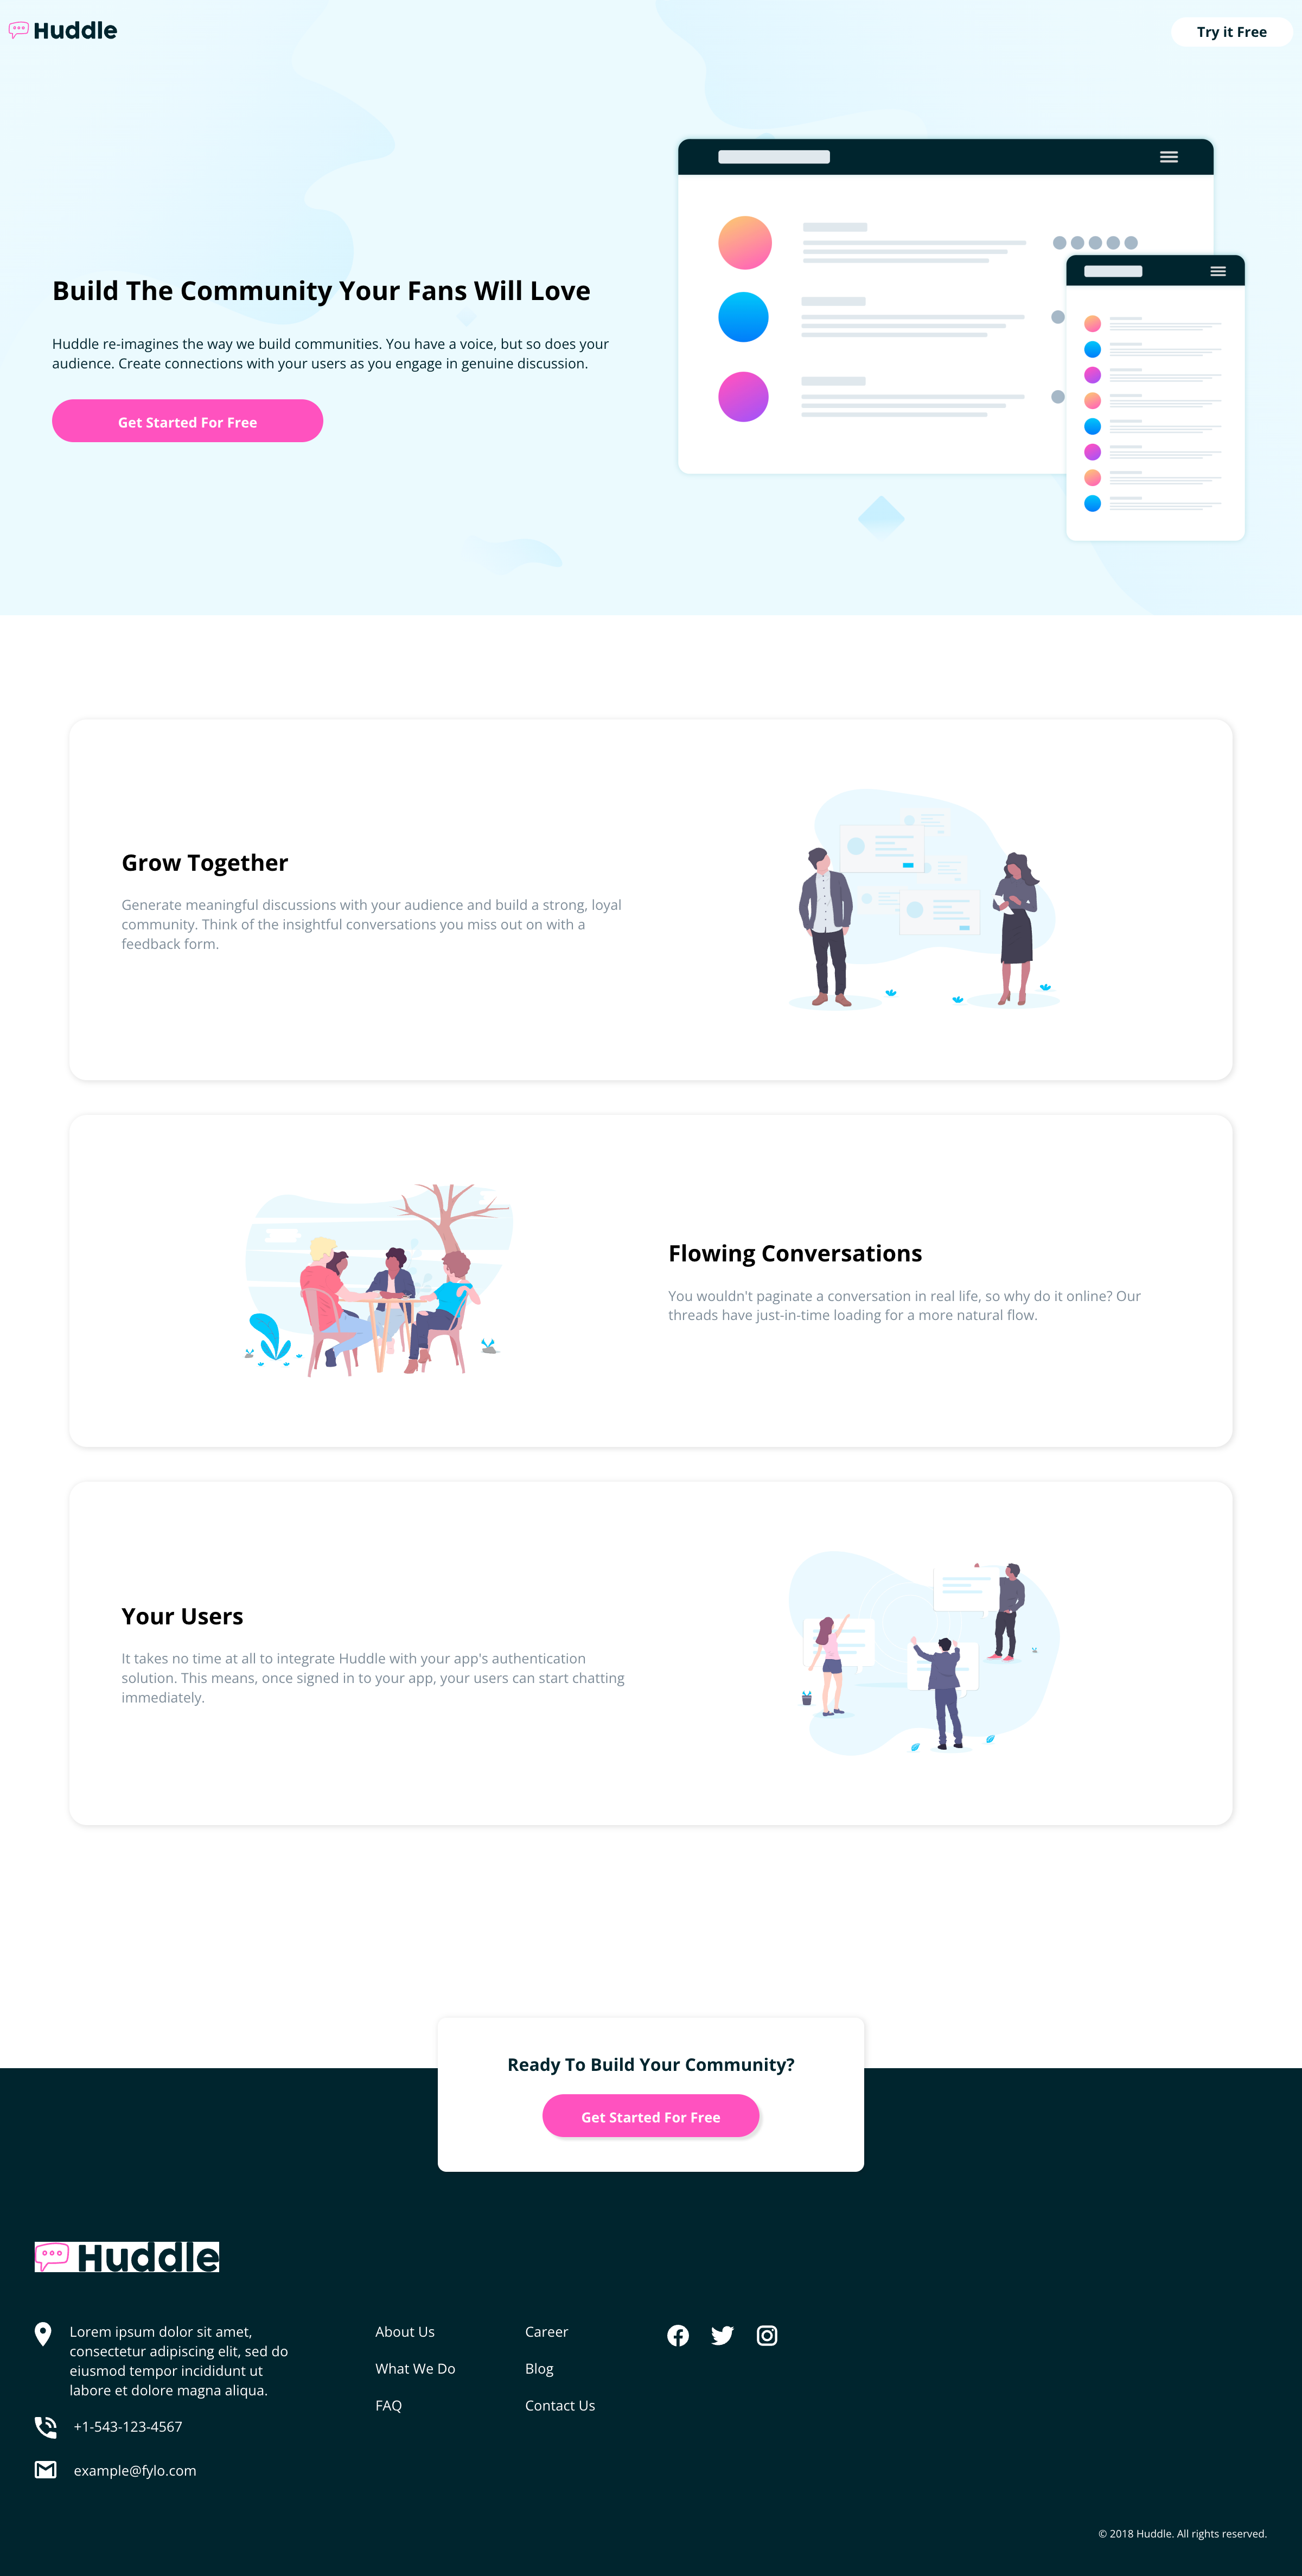 Huddle
Try it Free
Build The Community Your Fans Will Love
Huddle re-imagines the way we build communities. You have a voice, but so does your
audience. Create connections with your users as you engage in genuine discussion.
Get Started For Free
Grow Together
Generate meaningful discussions with your audience and build a strong, loyal
community. Think of the insightful conversations you miss out on with a
feedback form.
Flowing Conversations
You wouldn't paginate a conversation in real life, so why do it online? Our
threads have just-in-time loading for a more natural flow.
Your Users
It takes no time at all to integrate Huddle with your app's authentication
solution. This means, once signed in to your app, your users can start chatting
immediately.
Ready To Build Your Community?
Get Started For Free
Huddle
Lorem ipsum dolor sit amet,
consectetur adipiscing elit, sed do
eiusmod tempor incididunt ut
labore et dolore magna aliqua.
+1-543-123-4567
example@fylo.com
About Us
What We Do
FAQ
Career
Blog
Contact Us
© 2018 Huddle. All rights reserved.